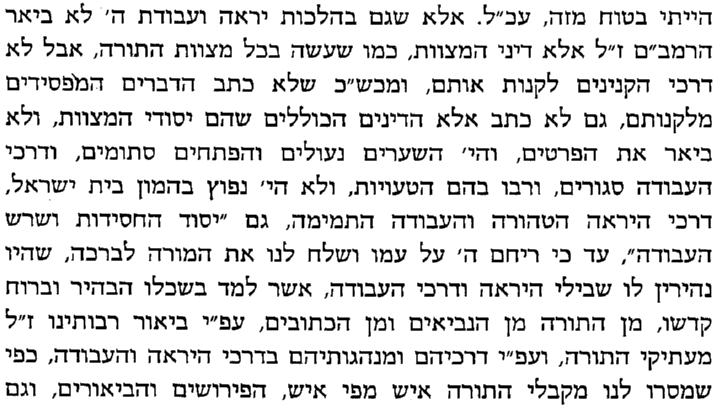 הייתי בטוח מזה, עכ״ל. אלא שגם בהלכות יראה ועבודת ה׳ לא ביאר
הרמב״ם ז״ל אלא דיני המצוות, כמו שעשה בכל מצוות התורה, אבל לא
דרכי הקנינים לקנות אותם, ומכש״כ שלא כתב הדברים המפסידים
מלקנותם, גם לא כתב אלא הדינים הכוללים שהם יסודי המצוות, ולא
ביאר את הפרטים, והי׳ השערים נעולים והפתחים סתומים, ודרכי
העבודה סגורים, ורבו בהם הטעויות, ולא הי׳ נפוץ בהמון בית ישראל,
דרכי היראה הטהורה והעבודה התמימה, גם ״יסוד החסידות ושרש
העבודה״, עד כי ריחם ה׳ על עמו ושלח לנו את המורה לברכה, שהיו
נהירין לו שבילי היראה ודרכי העבודה, אשר למד בשכלו הבהיר וברוח
קדשו, מן התורה מן הנביאים ומן הכתובים, עפ״י ביאור רבותינו ז״ל
מעתיקי התורה, ועפ״י דרכיהם ומנהגותיהם בדרכי היראה והעבודה, כפי
שמסרו לנו מקבלי התורה איש מפי איש, הפירושים והביאורים, וגם